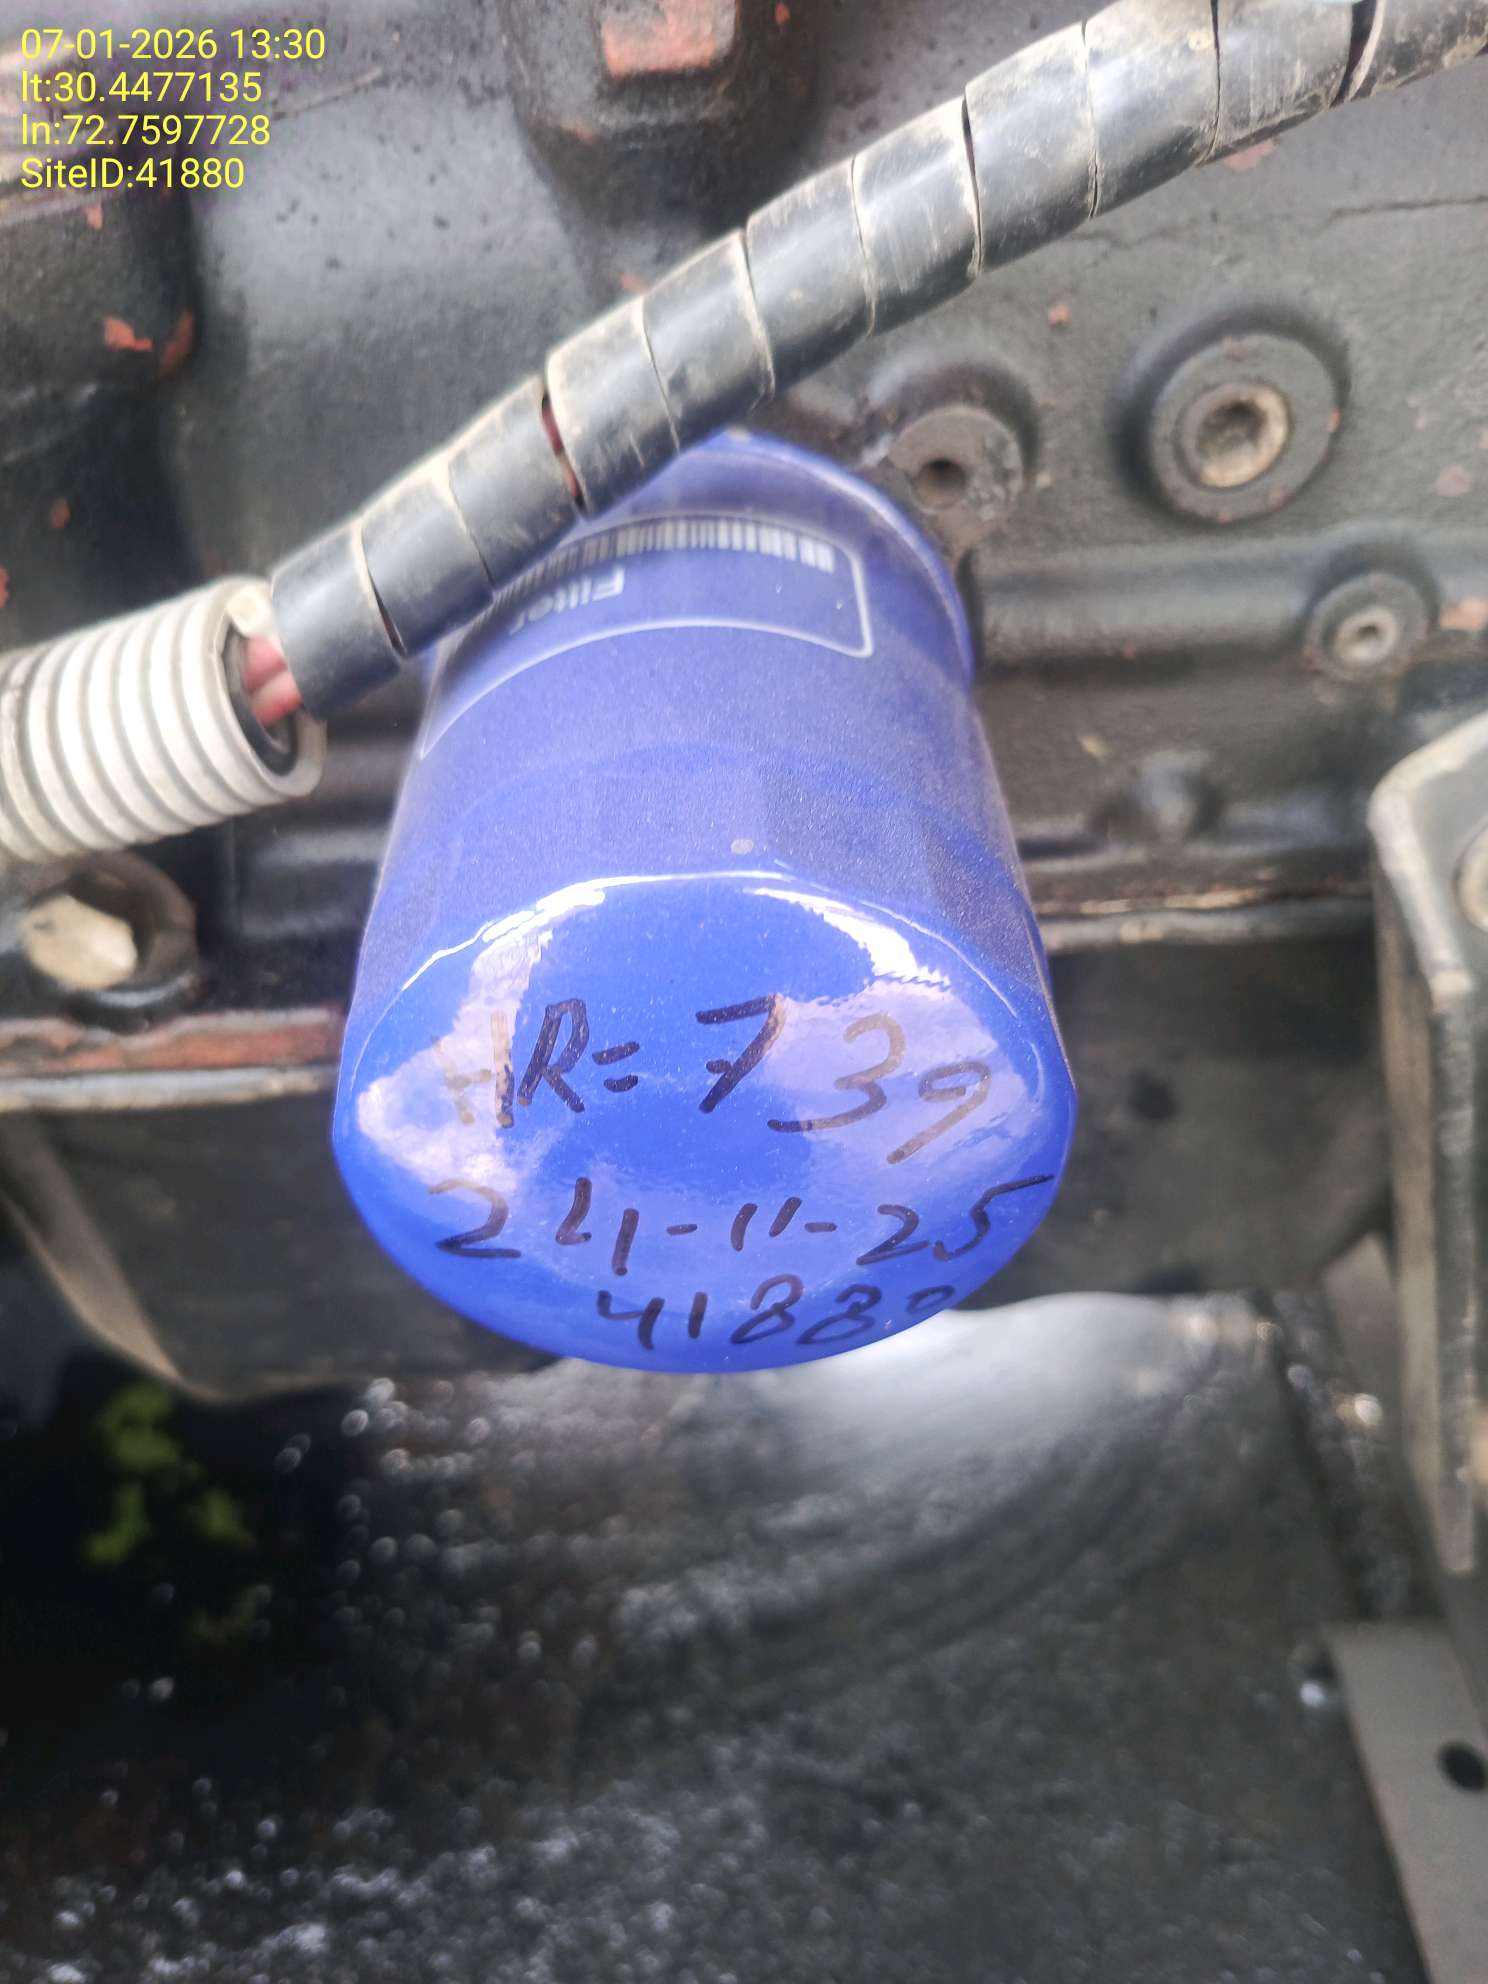 07-01-2026 13:30
lt:30.4477135
ln:72.7597728
SiteID:41880
Filter
HR= 739
24-11-25
41880